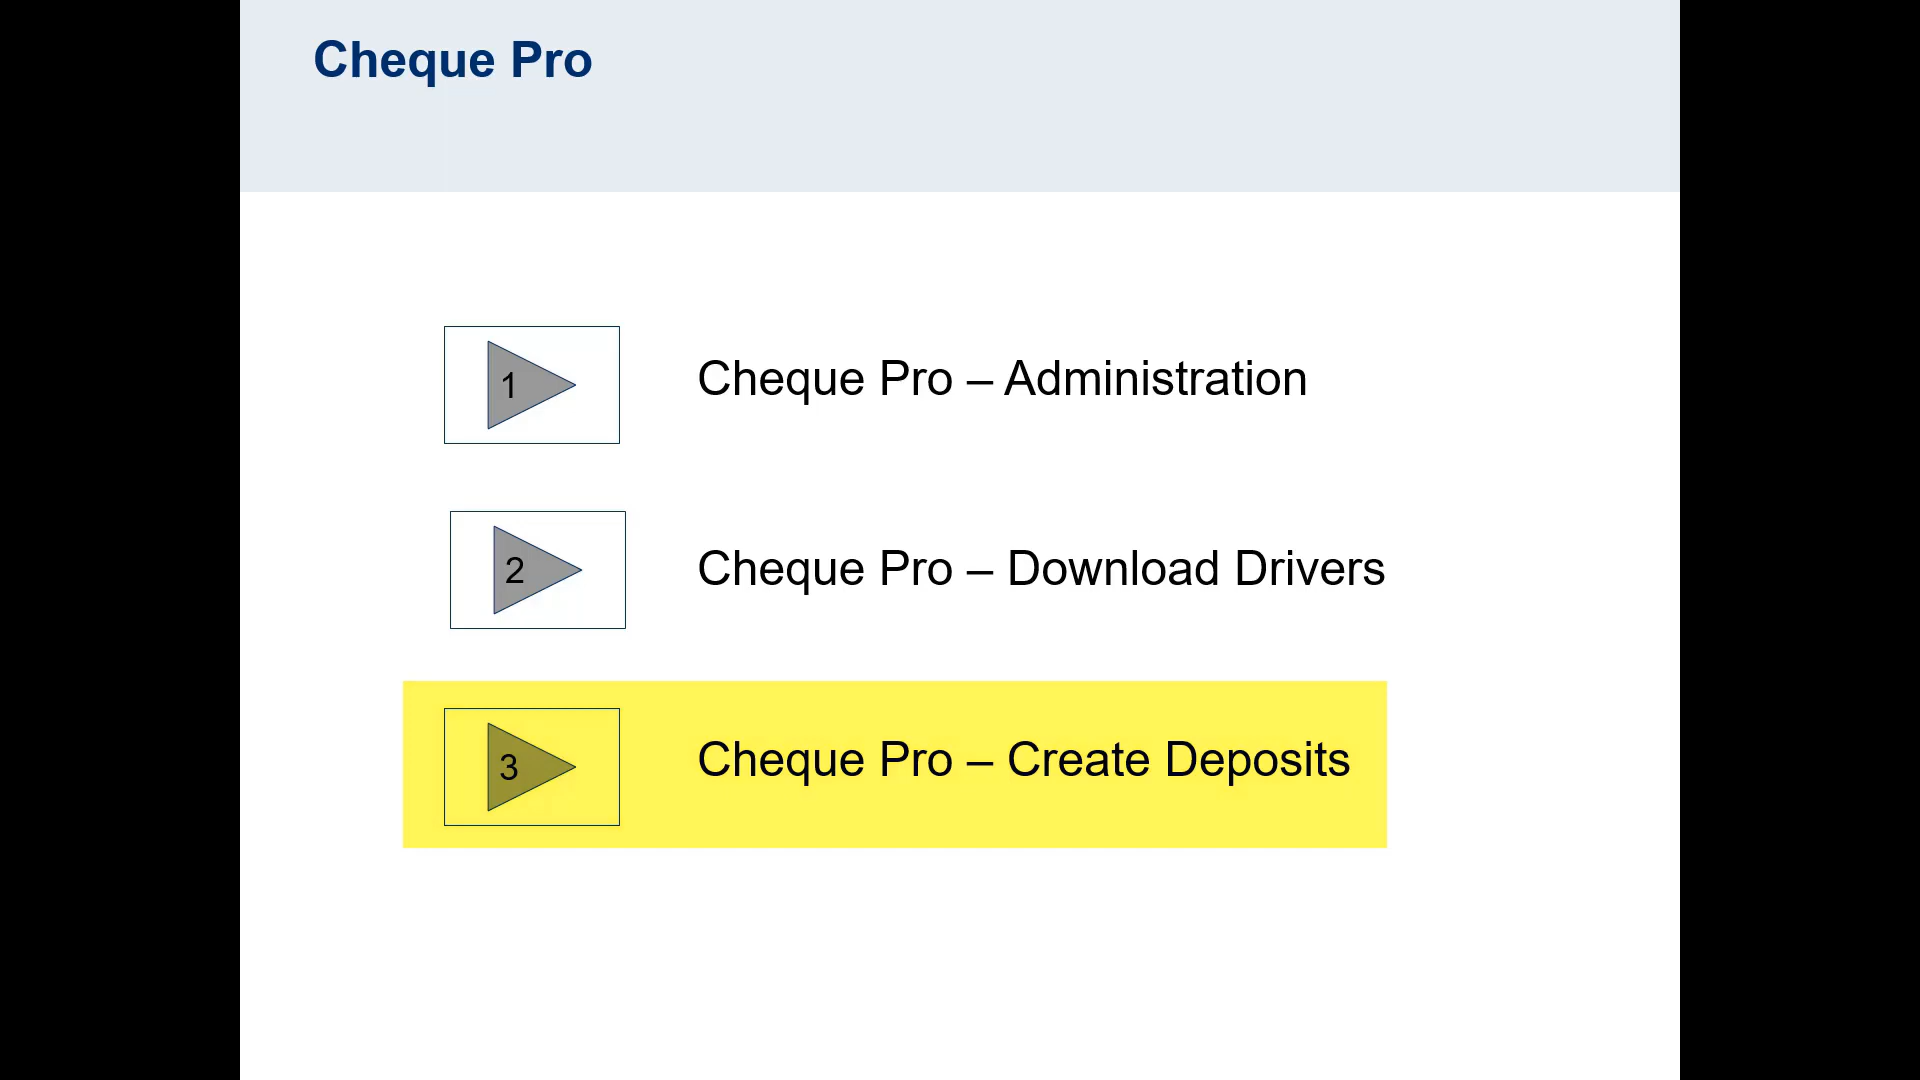 Cheque Pro
1 Cheque Pro – Administration
2 Cheque Pro – Download Drivers
3 Cheque Pro – Create Deposits